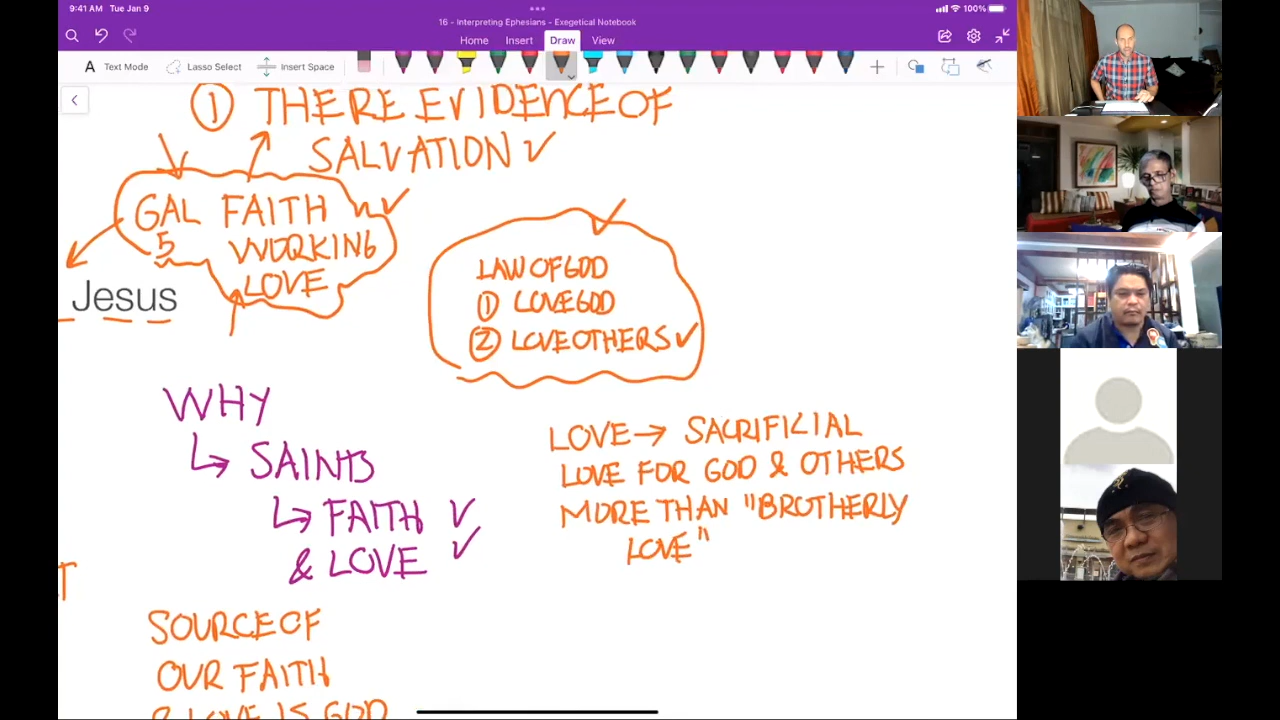 9:41 AM Tue Jan 9
100%
16 - Interpreting Ephesians - Exegetical Notebook
Home Insert Draw View
Text Mode Lasso Select Insert Space
① THERE EVIDENCE OF
SALVATION ✓
GAL FAITH
5 WORKING
LOVE
Jesus
LAW OF GOD
① LOVE GOD
② LOVE OTHERS ✓
WHY
↳ SAINTS
↳ FAITH ✓
& LOVE ✓
LOVE → SACRIFICIAL
LOVE FOR GOD & OTHERS
MORE THAN "BROTHERLY
LOVE"
SOURCE OF
OUR FAITH
& LOVE IS GOD